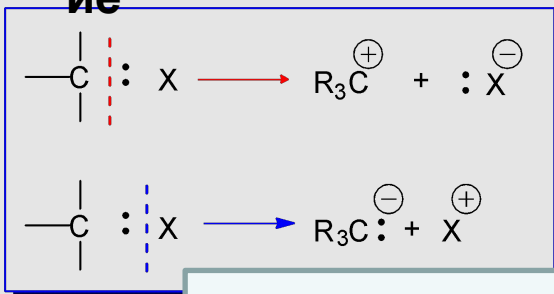 ие
C : X → R₃C⊕ + :X⊖
C : X → R₃C:⊖ + X⊕